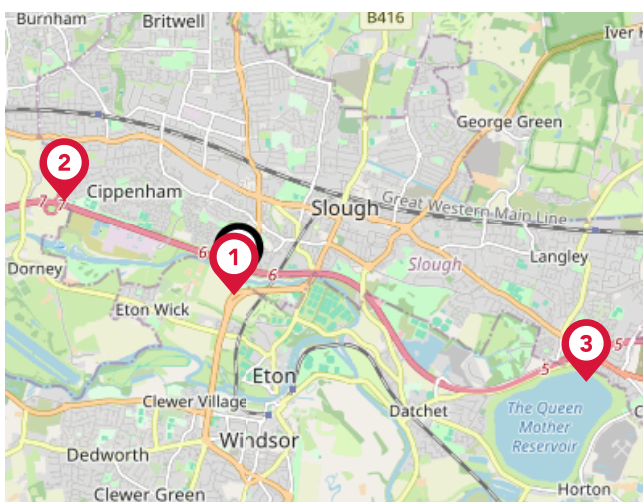 Burnham
Britwell
B416
Iver
George Green
2
7
7
Cippenham
Slough
Great Western Main Line
6
1
6
Slough
Langley
Dorney
Eton Wick
3
5
5
Eton
Clewer Village
Datchet
The Queen
Mother
Reservoir
Windsor
Dedworth
Clewer Green
Horton